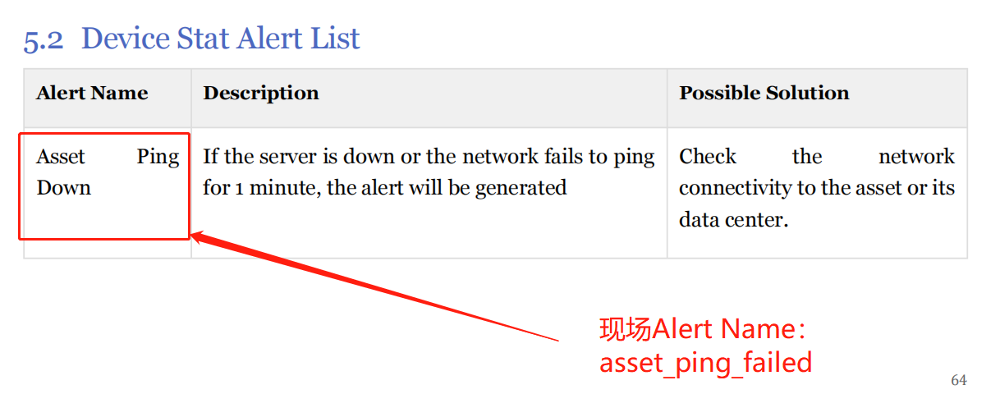 5.2 Device Stat Alert List
Alert Name
Description
Possible Solution
Asset Ping
Down
If the server is down or the network fails to ping
for 1 minute, the alert will be generated
Check the network
connectivity to the asset or its
data center.
现场Alert Name：
asset_ping_failed
64